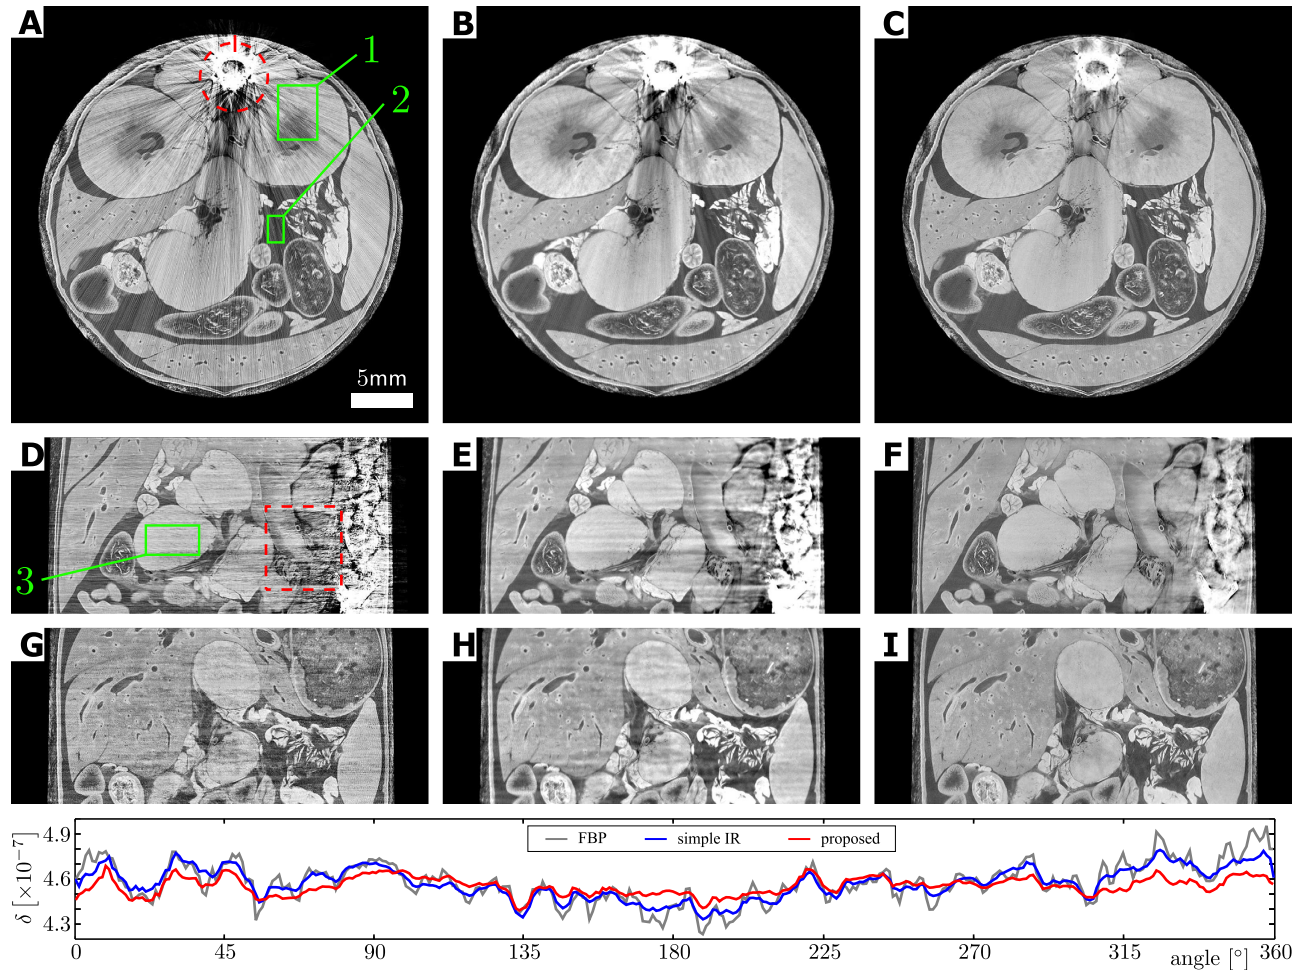 A
B
C
1
2
5mm
D
E
F
3
G
H
I
FBP
simple IR
proposed
δ [×10⁻⁷]
4.9
4.6
4.3
0
45
90
135
180
225
270
315
360
angle [°]